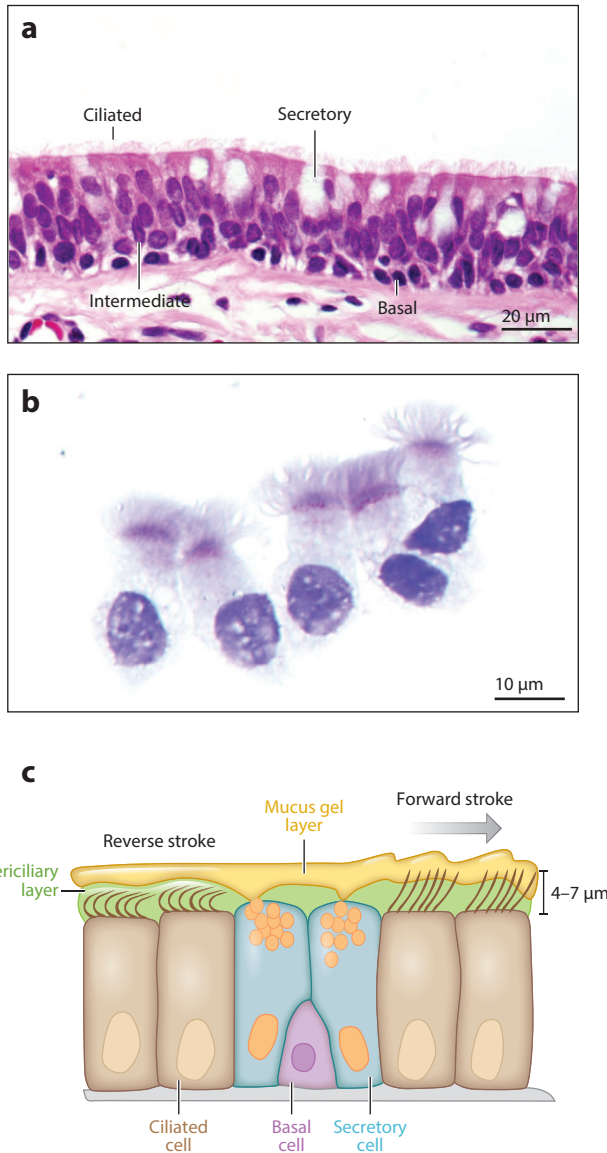 a
Ciliated
Secretory
Intermediate
Basal
20 μm
b
10 μm
c
Mucus gel
layer
Forward stroke
Reverse stroke
ericiliary
layer
4–7 μm
Ciliated
cell
Basal
cell
Secretory
cell